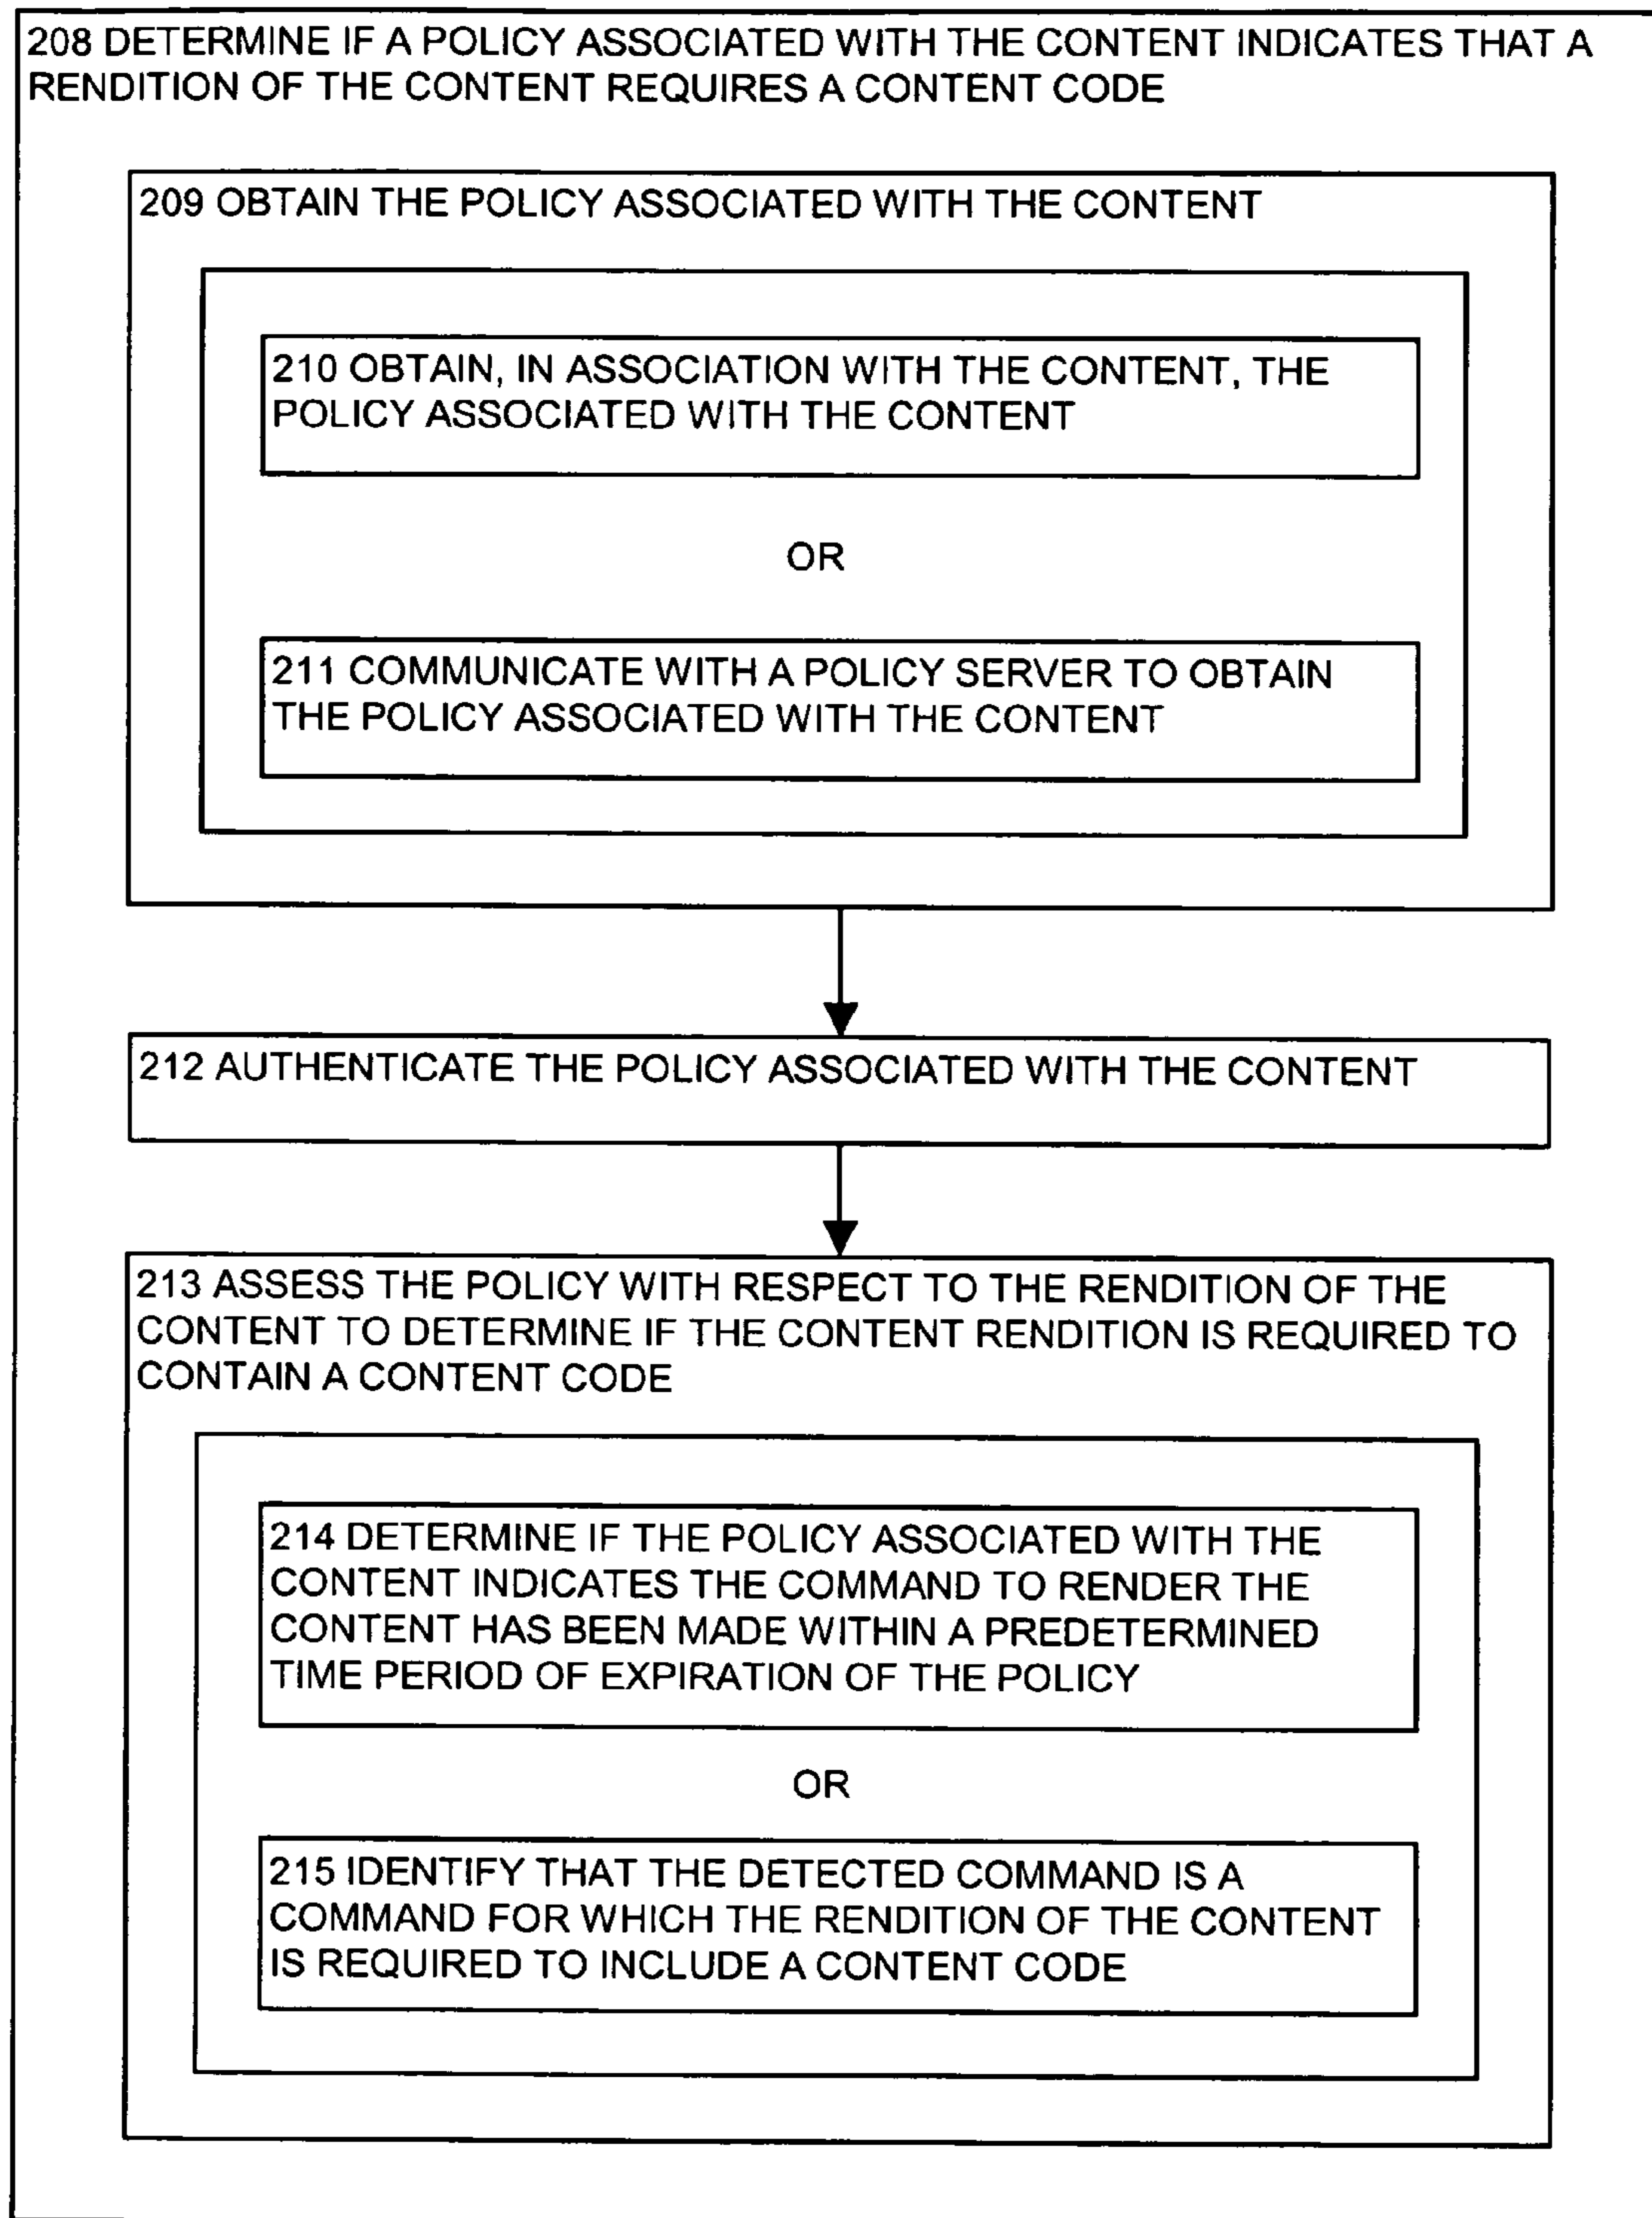 208 DETERMINE IF A POLICY ASSOCIATED WITH THE CONTENT INDICATES THAT A
RENDITION OF THE CONTENT REQUIRES A CONTENT CODE
209 OBTAIN THE POLICY ASSOCIATED WITH THE CONTENT
210 OBTAIN, IN ASSOCIATION WITH THE CONTENT, THE
POLICY ASSOCIATED WITH THE CONTENT
OR
211 COMMUNICATE WITH A POLICY SERVER TO OBTAIN
THE POLICY ASSOCIATED WITH THE CONTENT
212 AUTHENTICATE THE POLICY ASSOCIATED WITH THE CONTENT
213 ASSESS THE POLICY WITH RESPECT TO THE RENDITION OF THE
CONTENT TO DETERMINE IF THE CONTENT RENDITION IS REQUIRED TO
CONTAIN A CONTENT CODE
214 DETERMINE IF THE POLICY ASSOCIATED WITH THE
CONTENT INDICATES THE COMMAND TO RENDER THE
CONTENT HAS BEEN MADE WITHIN A PREDETERMINED
TIME PERIOD OF EXPIRATION OF THE POLICY
OR
215 IDENTIFY THAT THE DETECTED COMMAND IS A
COMMAND FOR WHICH THE RENDITION OF THE CONTENT
IS REQUIRED TO INCLUDE A CONTENT CODE